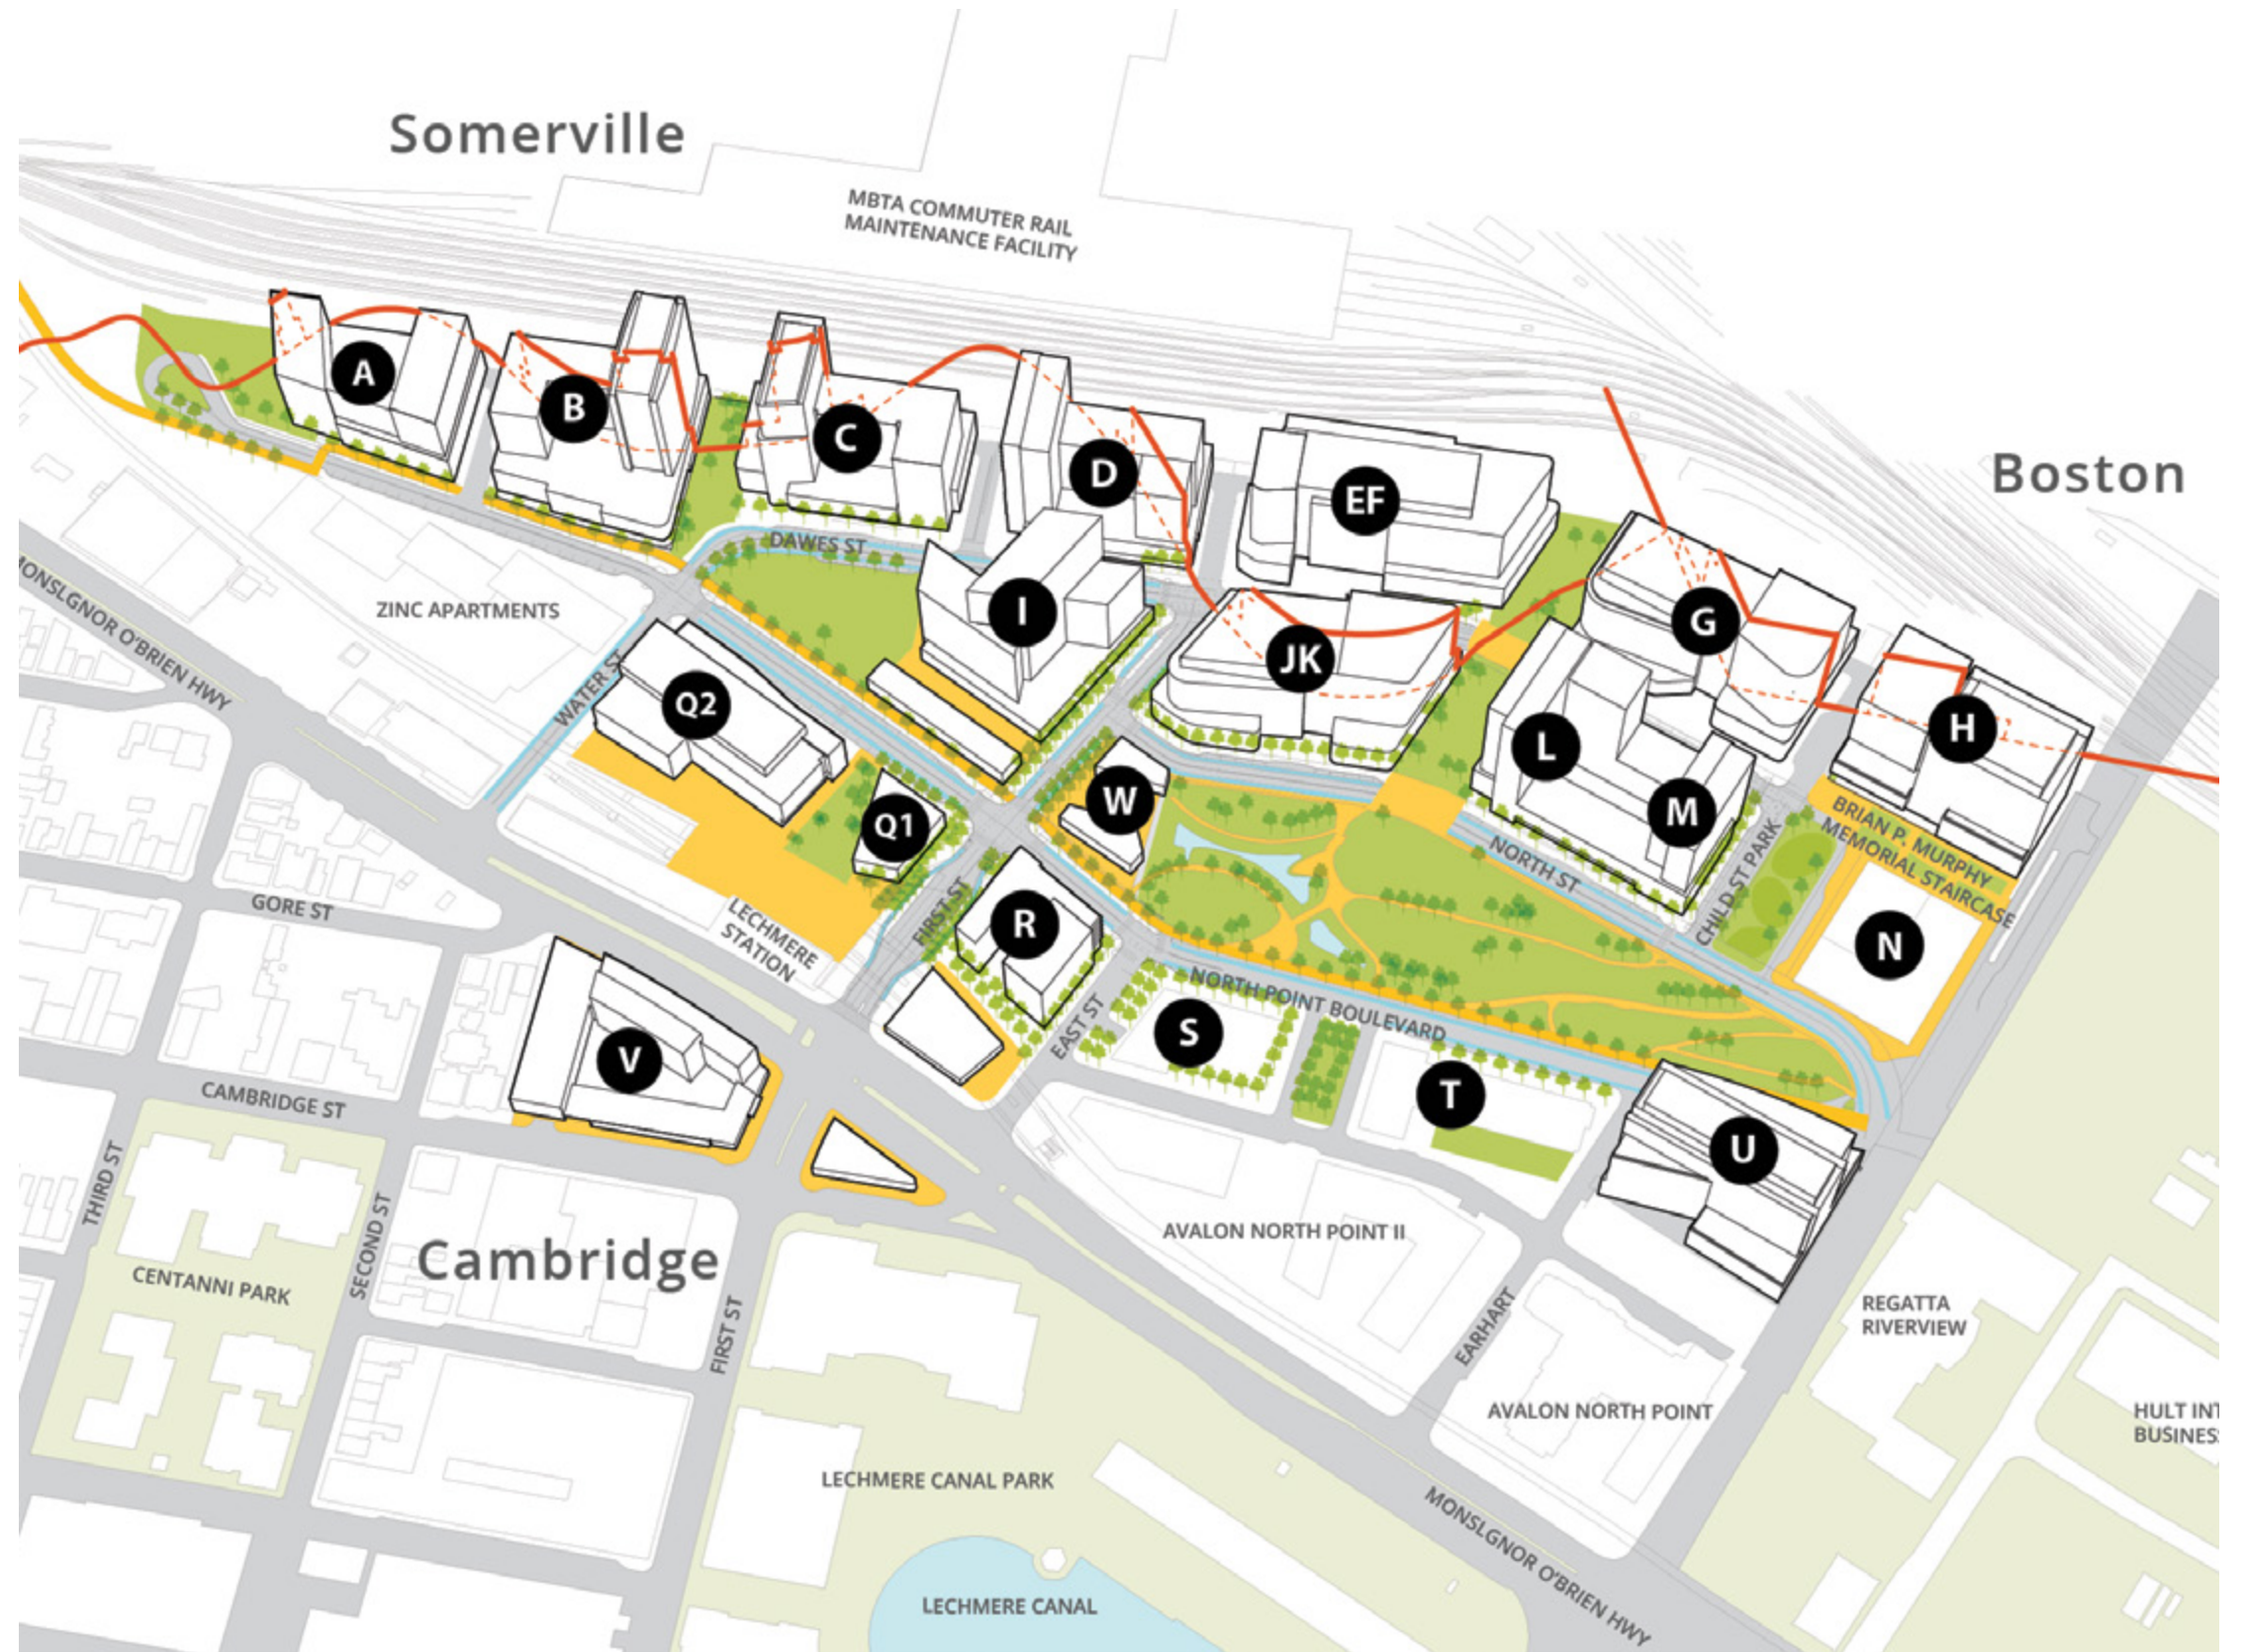 Somerville
MBTA COMMUTER RAIL
MAINTENANCE FACILITY
Boston
A
B
C
D
EF
DAWES ST
I
JK
G
ZINC APARTMENTS
MONSLGNOR O'BRIEN HWY
WATER ST
Q2
L
H
W
M
Q1
BRIAN P. MURPHY
MEMORIAL STAIRCASE
NORTH ST
CHILD ST PARK
GORE ST
LECHMERE
STATION
FIRST ST
R
N
NORTH POINT BOULEVARD
EAST ST
S
V
T
CAMBRIDGE ST
U
THIRD ST
SECOND ST
Cambridge
CENTANNI PARK
AVALON NORTH POINT II
FIRST ST
EARHART
REGATTA
RIVERVIEW
AVALON NORTH POINT
HULT INT
BUSINES
LECHMERE CANAL PARK
MONSLGNOR O'BRIEN HWY
LECHMERE CANAL